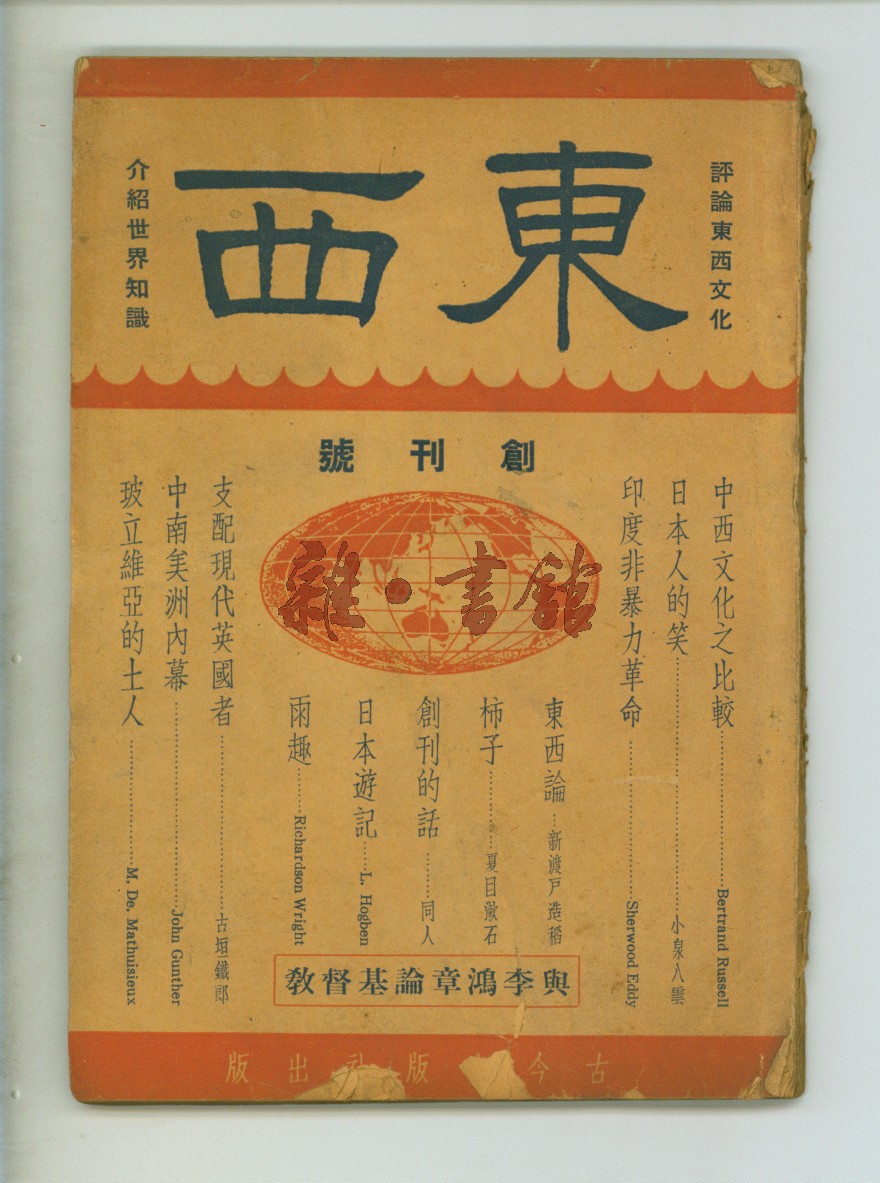 東西
評論東西文化
介紹世界知識
創刊號
中西文化之比較……Bertrand Russell
日本人的笑……小泉八雲
印度非暴力革命……Sherwood Eddy
東西論…新渡戶造稻
柿子……夏目漱石
創刊的話……同人
日本遊記……L. Hogben
雨趣……Richardson Wright
支配現代英國者……古垣鐵郎
中南美洲內幕……John Gunther
玻立維亞的土人……M. De. Mathuisieux
與李鴻章論基督敎
古今 版社出版
雜·書館